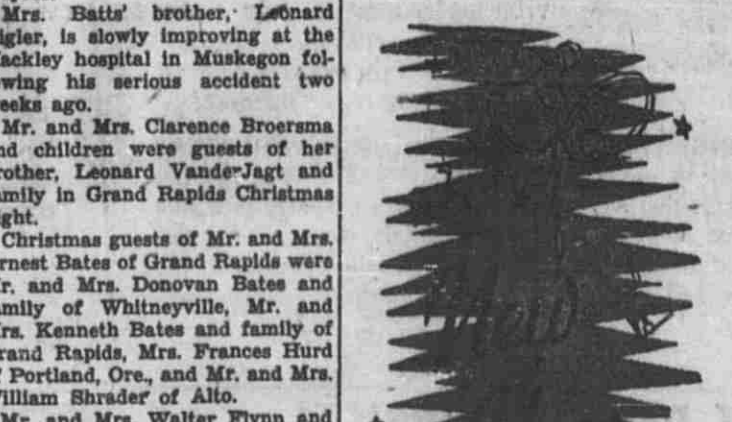 Mrs. Batts' brother, Leonard
igler, is slowly improving at the
ackley hospital in Muskegon fol-
wing his serious accident two
eeks ago.
Mr. and Mrs. Clarence Broersma
nd children were guests of her
rother, Leonard VanderJagt and
amily in Grand Rapids Christmas
ight.
Christmas guests of Mr. and Mrs.
rnest Bates of Grand Rapids were
r. and Mrs. Donovan Bates and
amily of Whitneyville, Mr. and
rs. Kenneth Bates and family of
rand Rapids, Mrs. Frances Hurd
f Portland, Ore., and Mr. and Mrs.
illiam Shrader of Alto.
Mr. and Mrs. Walter Flynn and